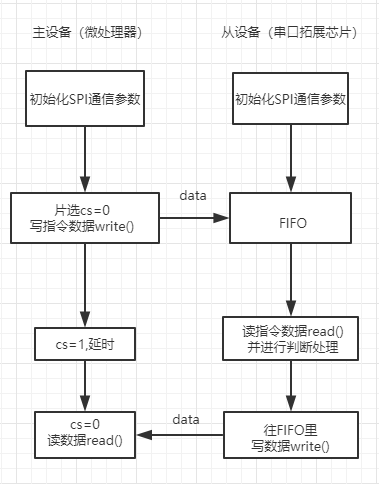 主设备（微处理器）
从设备（串口拓展芯片）
初始化SPI通信参数
初始化SPI通信参数
片选cs=0
写指令数据write()
data
FIFO
cs=1,延时
读指令数据read()
并进行判断处理
cs=0
读数据read()
data
往FIFO里
写数据write()